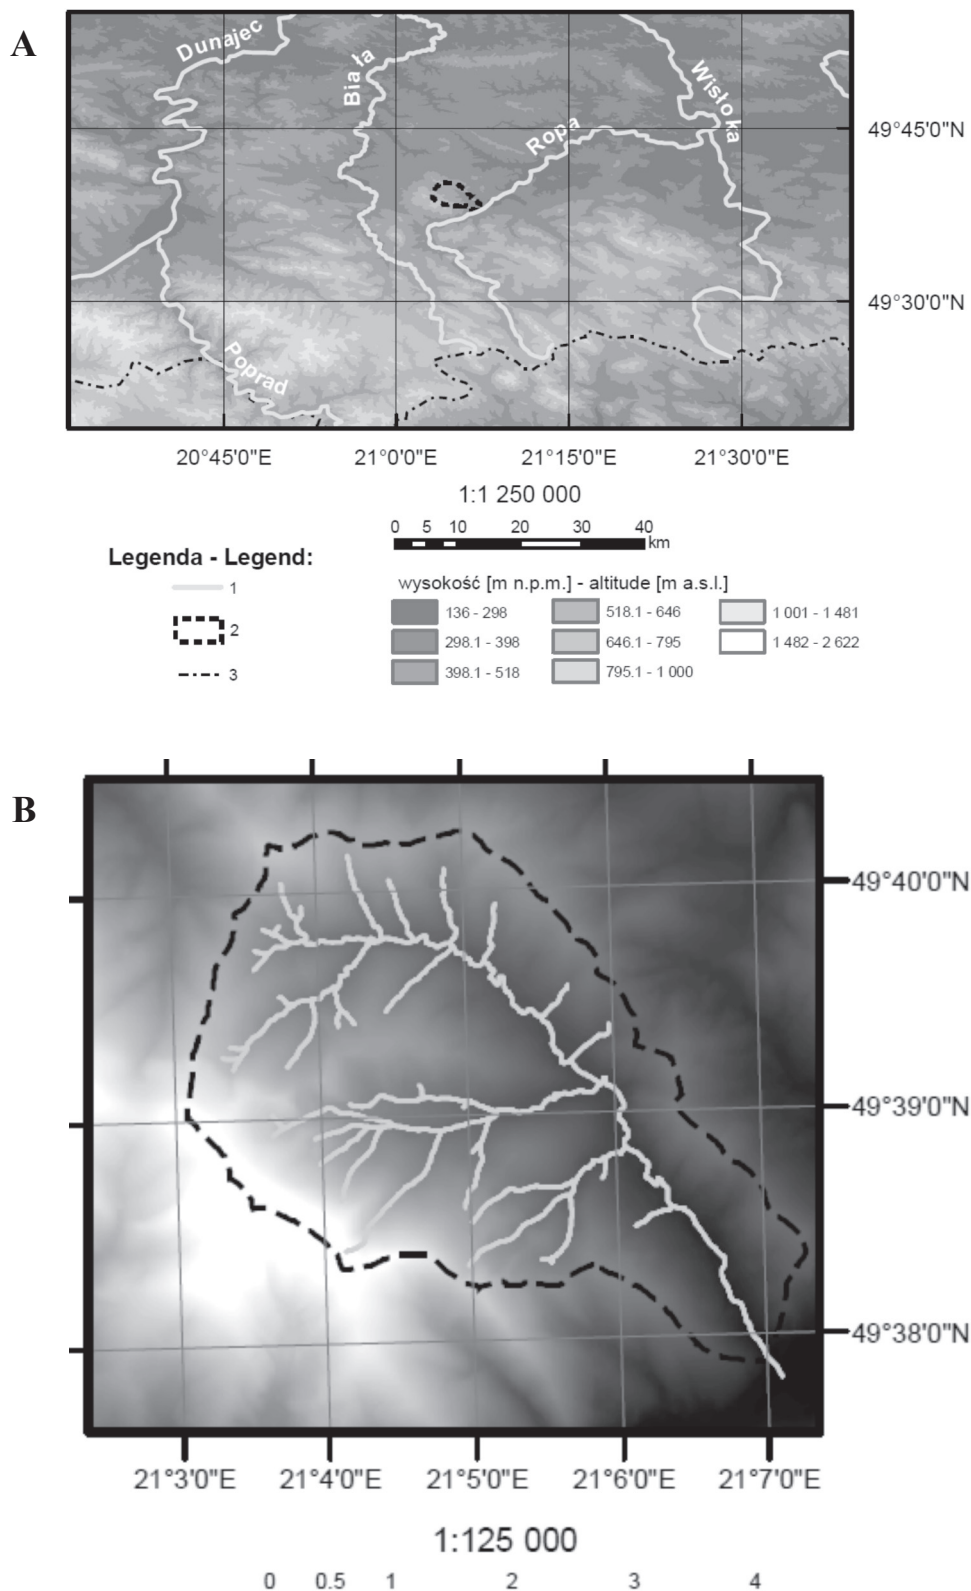 A
Dunajec
Biała
Wisłoka
Ropa
Poprad
49°45'0"N
49°30'0"N
20°45'0"E 21°0'0"E 21°15'0"E 21°30'0"E
1:1 250 000
0 5 10 20 30 40
km
Legenda - Legend:
1
2
3
wysokość [m n.p.m.] - altitude [m a.s.l.]
136 - 298
298.1 - 398
398.1 - 518
518.1 - 646
646.1 - 795
795.1 - 1 000
1 001 - 1 481
1 482 - 2 622
B
49°40'0"N
49°39'0"N
49°38'0"N
21°3'0"E 21°4'0"E 21°5'0"E 21°6'0"E 21°7'0"E
1:125 000
0 0.5 1 2 3 4